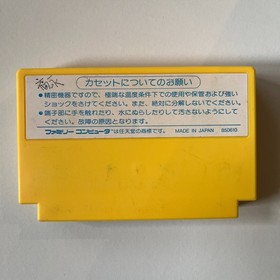 カセットについてのお願い
●精密機器ですので、極端な温度条件下での使用や保管および強い
ショックをさけてください。また、絶対に分解しないでください。
●端子部に手を触れたり、水にぬらしたりして汚さないようにして
ください。故障の原因となります。
ファミリー コンピュータは任天堂の商標です。 MADE IN JAPAN 850610